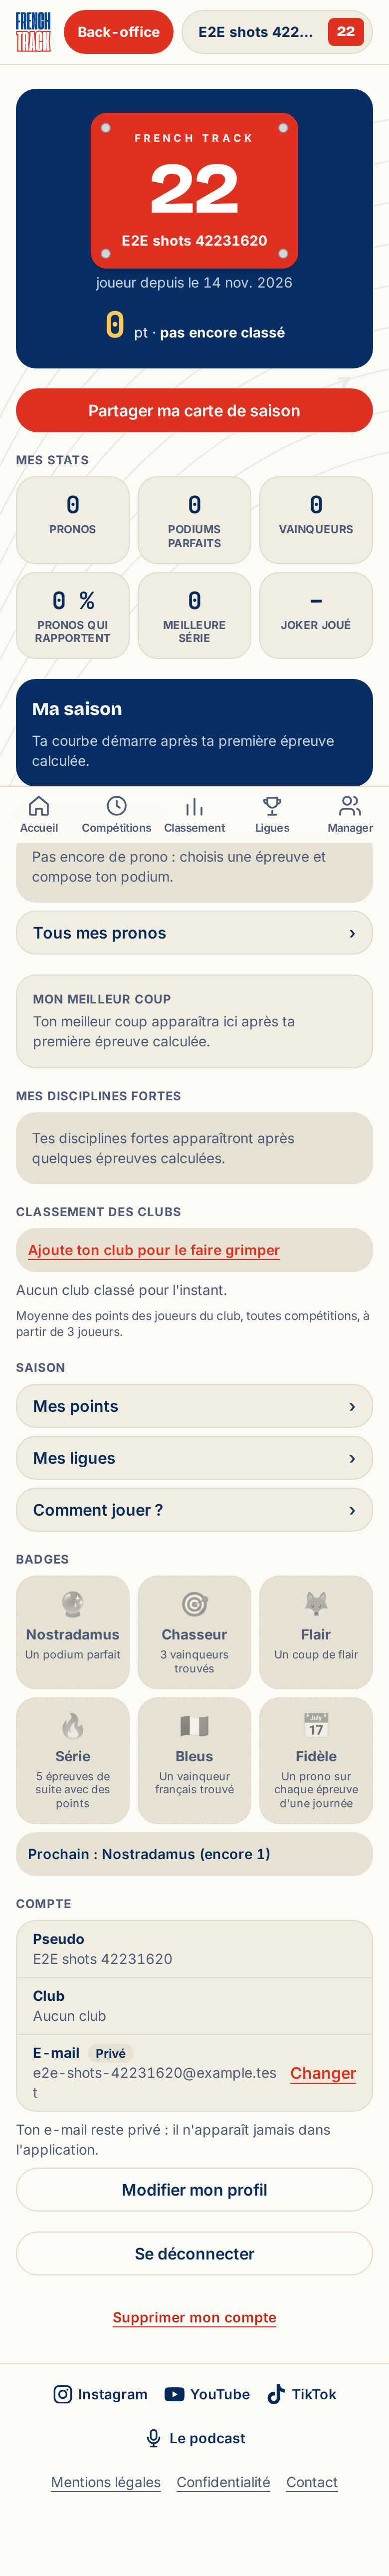 FRENCH
TRACK
Back-office
E2E shots 422...
22
FRENCH TRACK
22
E2E shots 42231620
joueur depuis le 14 nov. 2026
0 pt · pas encore classé
Partager ma carte de saison
MES STATS
0
PRONOS
0
PODIUMS
PARFAITS
0
VAINQUEURS
0 %
PRONOS QUI
RAPPORTENT
0
MEILLEURE
SÉRIE
–
JOKER JOUÉ
Ma saison
Ta courbe démarre après ta première épreuve
calculée.
Accueil
Compétitions
Classement
Ligues
Manager
Pas encore de prono : choisis une épreuve et
compose ton podium.
Tous mes pronos ›
MON MEILLEUR COUP
Ton meilleur coup apparaîtra ici après ta
première épreuve calculée.
MES DISCIPLINES FORTES
Tes disciplines fortes apparaîtront après
quelques épreuves calculées.
CLASSEMENT DES CLUBS
Ajoute ton club pour le faire grimper
Aucun club classé pour l'instant.
Moyenne des points des joueurs du club, toutes compétitions, à
partir de 3 joueurs.
SAISON
Mes points ›
Mes ligues ›
Comment jouer ? ›
BADGES
Nostradamus
Un podium parfait
Chasseur
3 vainqueurs
trouvés
Flair
Un coup de flair
Série
5 épreuves de
suite avec des
points
Bleus
Un vainqueur
français trouvé
July
17
Fidèle
Un prono sur
chaque épreuve
d'une journée
Prochain : Nostradamus (encore 1)
COMPTE
Pseudo
E2E shots 42231620
Club
Aucun club
E-mail Privé
e2e-shots-42231620@example.tes
t
Changer
Ton e-mail reste privé : il n'apparaît jamais dans
l'application.
Modifier mon profil
Se déconnecter
Supprimer mon compte
Instagram
YouTube
TikTok
Le podcast
Mentions légales
Confidentialité
Contact